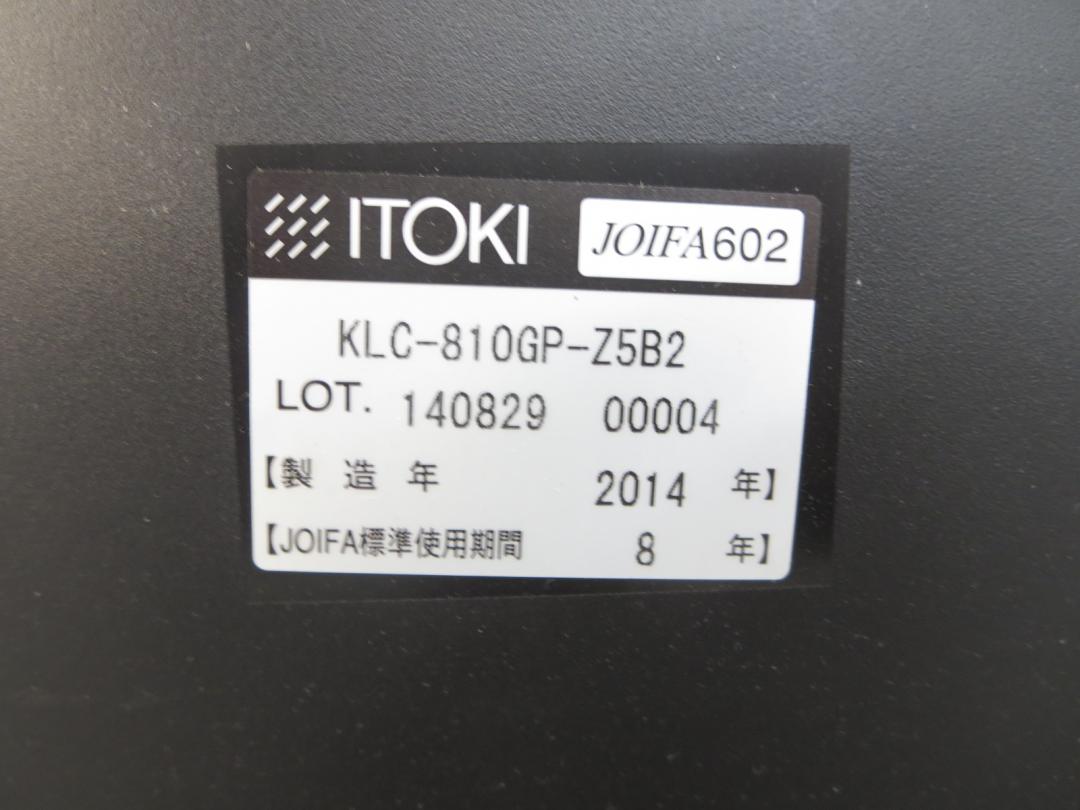 ITOKI JOIFA602
KLC-810GP-Z5B2
LOT. 140829 00004
【製 造 年 2014 年】
【JOIFA標準使用期間 8 年】